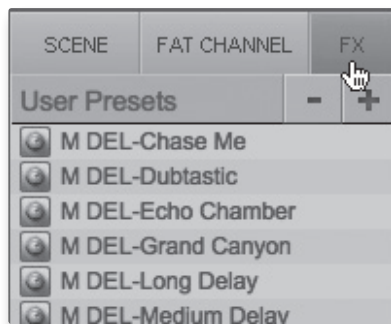 SCENE FAT CHANNEL FX
User Presets - +
M DEL-Chase Me
M DEL-Dubtastic
M DEL-Echo Chamber
M DEL-Grand Canyon
M DEL-Long Delay
M DEL-Medium Delay